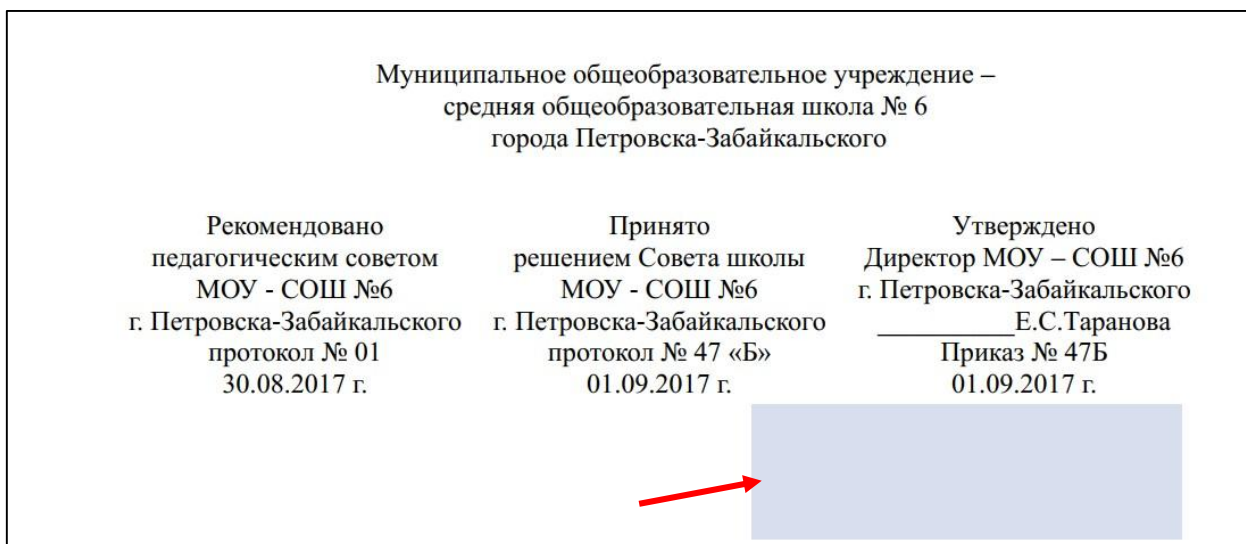 Муниципальное общеобразовательное учреждение –
средняя общеобразовательная школа № 6
города Петровска-Забайкальского
Рекомендовано
педагогическим советом
МОУ - СОШ №6
г. Петровска-Забайкальского
протокол № 01
30.08.2017 г.
Принято
решением Совета школы
МОУ - СОШ №6
г. Петровска-Забайкальского
протокол № 47 «Б»
01.09.2017 г.
Утверждено
Директор МОУ – СОШ №6
г. Петровска-Забайкальского
__________Е.С.Таранова
Приказ № 47Б
01.09.2017 г.